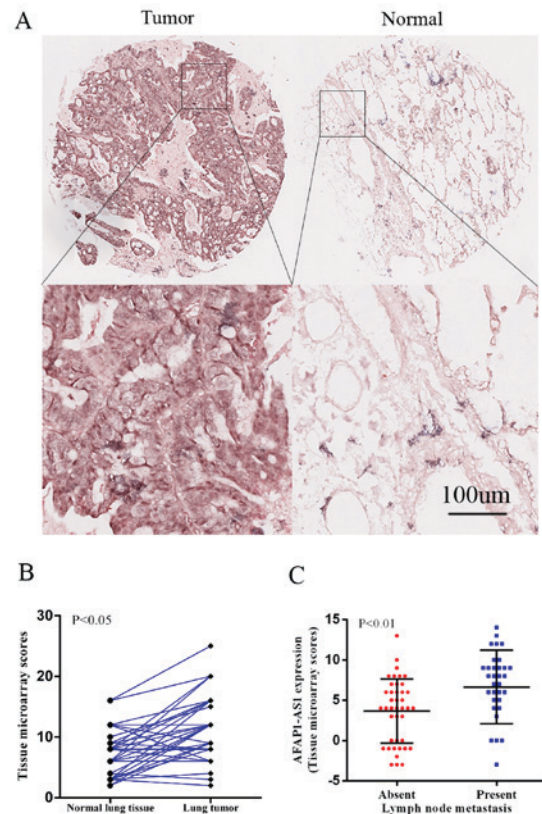 A
Tumor
Normal
100um
B
P<0.05
30
20
10
0
Tissue microarray scores
Normal lung tissue
Lung tumor
C
P<0.01
15
10
5
0
-5
AFAP1-AS1 expression
(Tissue microarray scores)
Absent
Present
Lymph node metastasis